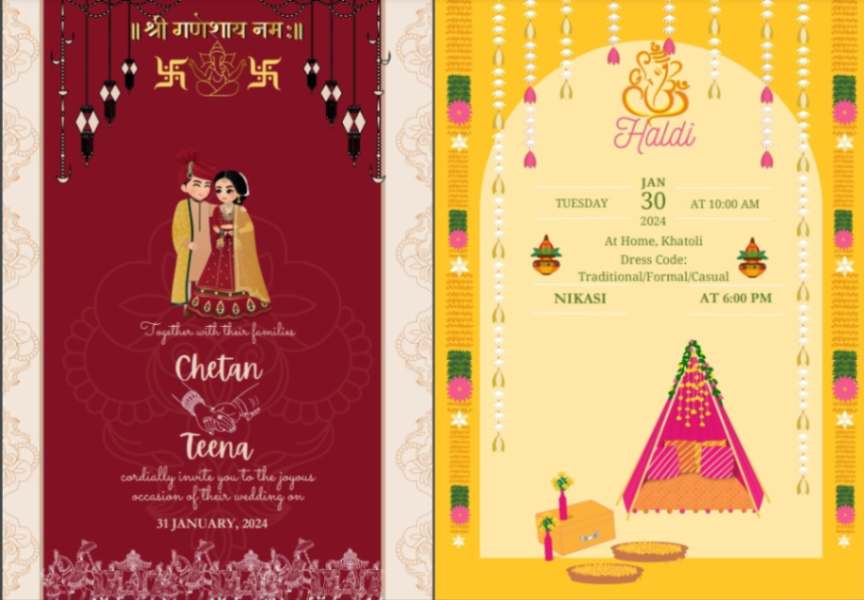 ॥ श्री गणेशाय नमः॥
Together with their families
Chetan
Teena
cordially invite you to the joyous
occasion of their wedding on
31 JANUARY, 2024
Haldi
JAN
TUESDAY 30 AT 10:00 AM
2024
At Home, Khatoli
Dress Code:
Traditional/Formal/Casual
NIKASI AT 6:00 PM